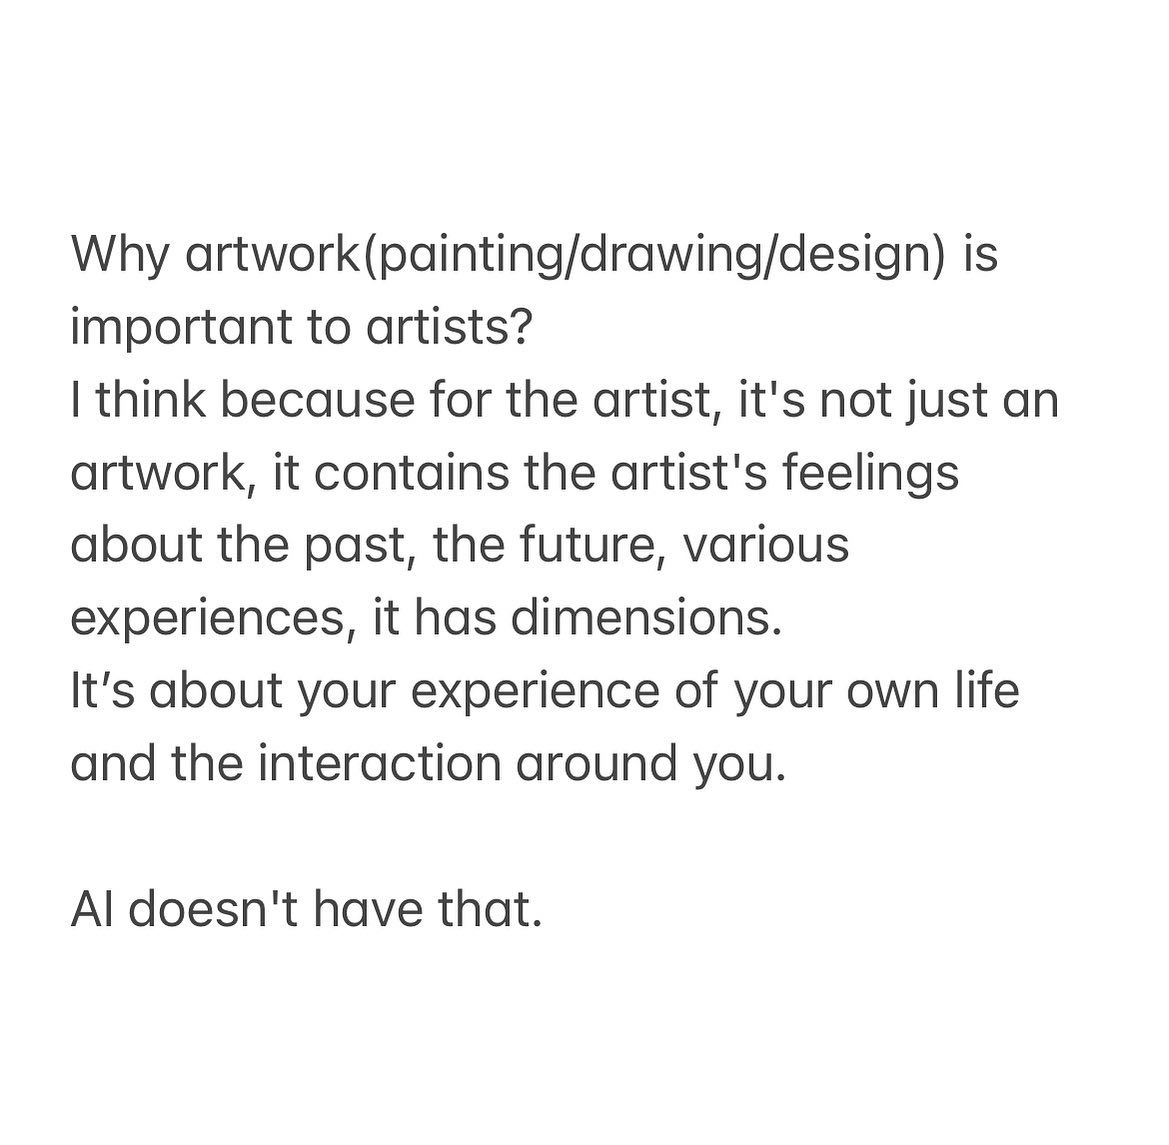 Why artwork(painting/drawing/design) is
important to artists?
I think because for the artist, it's not just an
artwork, it contains the artist's feelings
about the past, the future, various
experiences, it has dimensions.
It’s about your experience of your own life
and the interaction around you.
AI doesn't have that.